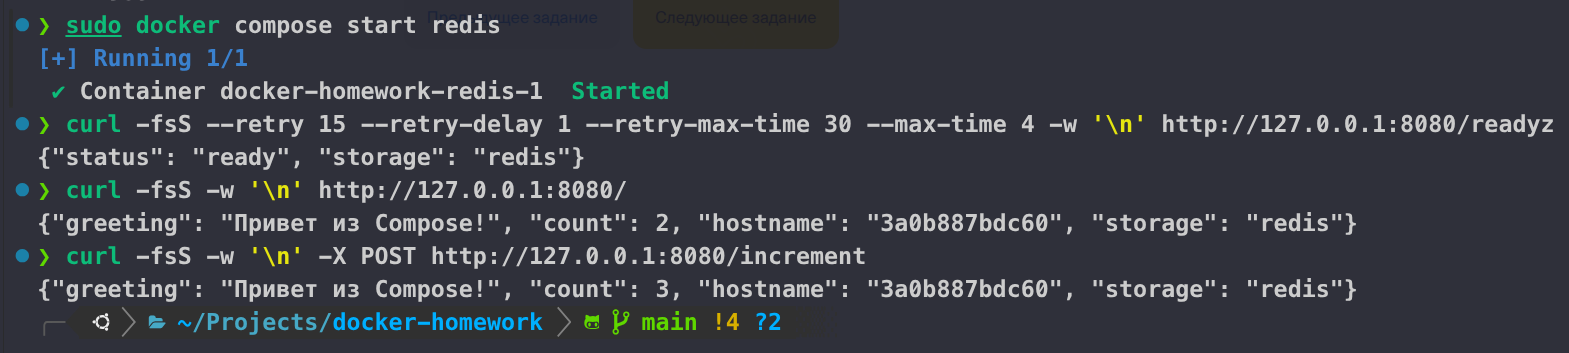 Предыдущее задание Следующее задание
❯ sudo docker compose start redis
[+] Running 1/1
✔ Container docker-homework-redis-1  Started
❯ curl -fsS --retry 15 --retry-delay 1 --retry-max-time 30 --max-time 4 -w '\n' http://127.0.0.1:8080/readyz
{"status": "ready", "storage": "redis"}
❯ curl -fsS -w '\n' http://127.0.0.1:8080/
{"greeting": "Привет из Compose!", "count": 2, "hostname": "3a0b887bdc60", "storage": "redis"}
❯ curl -fsS -w '\n' -X POST http://127.0.0.1:8080/increment
{"greeting": "Привет из Compose!", "count": 3, "hostname": "3a0b887bdc60", "storage": "redis"}
~/Projects/docker-homework main !4 ?2